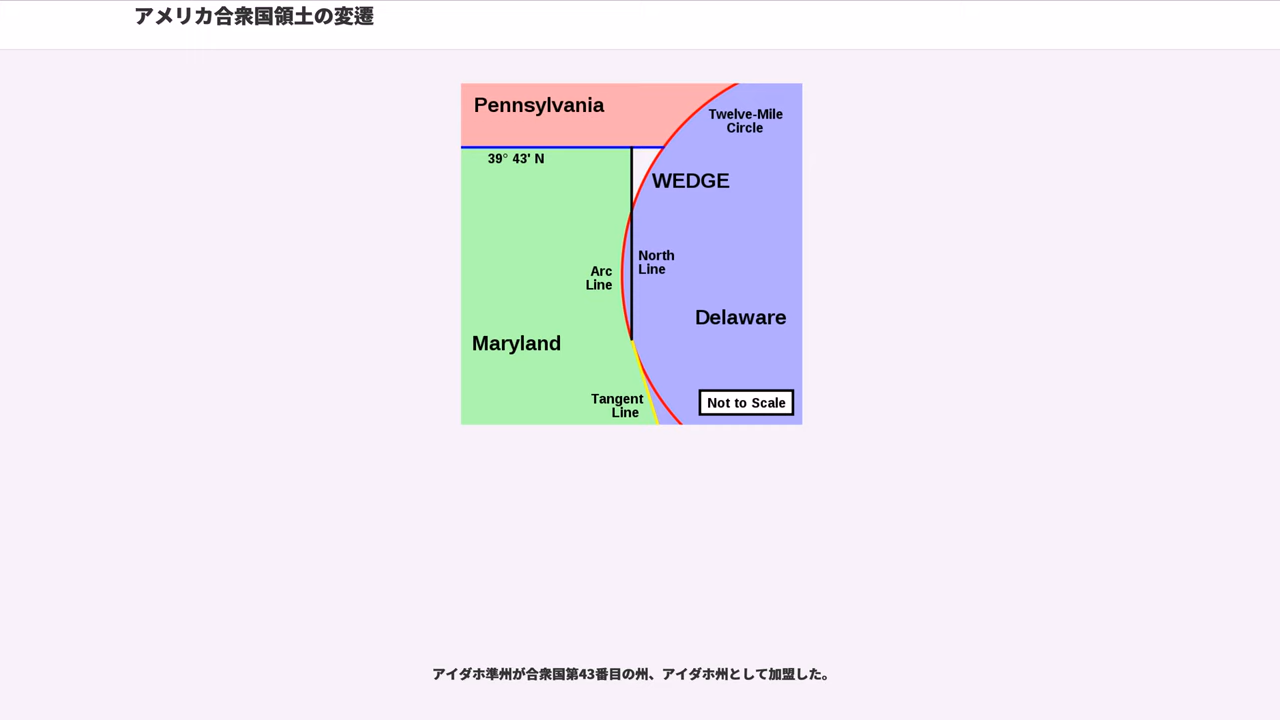 アメリカ合衆国領土の変遷
Pennsylvania
Twelve-Mile
Circle
39° 43' N
WEDGE
North
Line
Arc
Line
Delaware
Maryland
Tangent
Line
Not to Scale
アイダホ準州が合衆国第43番目の州、アイダホ州として加盟した。